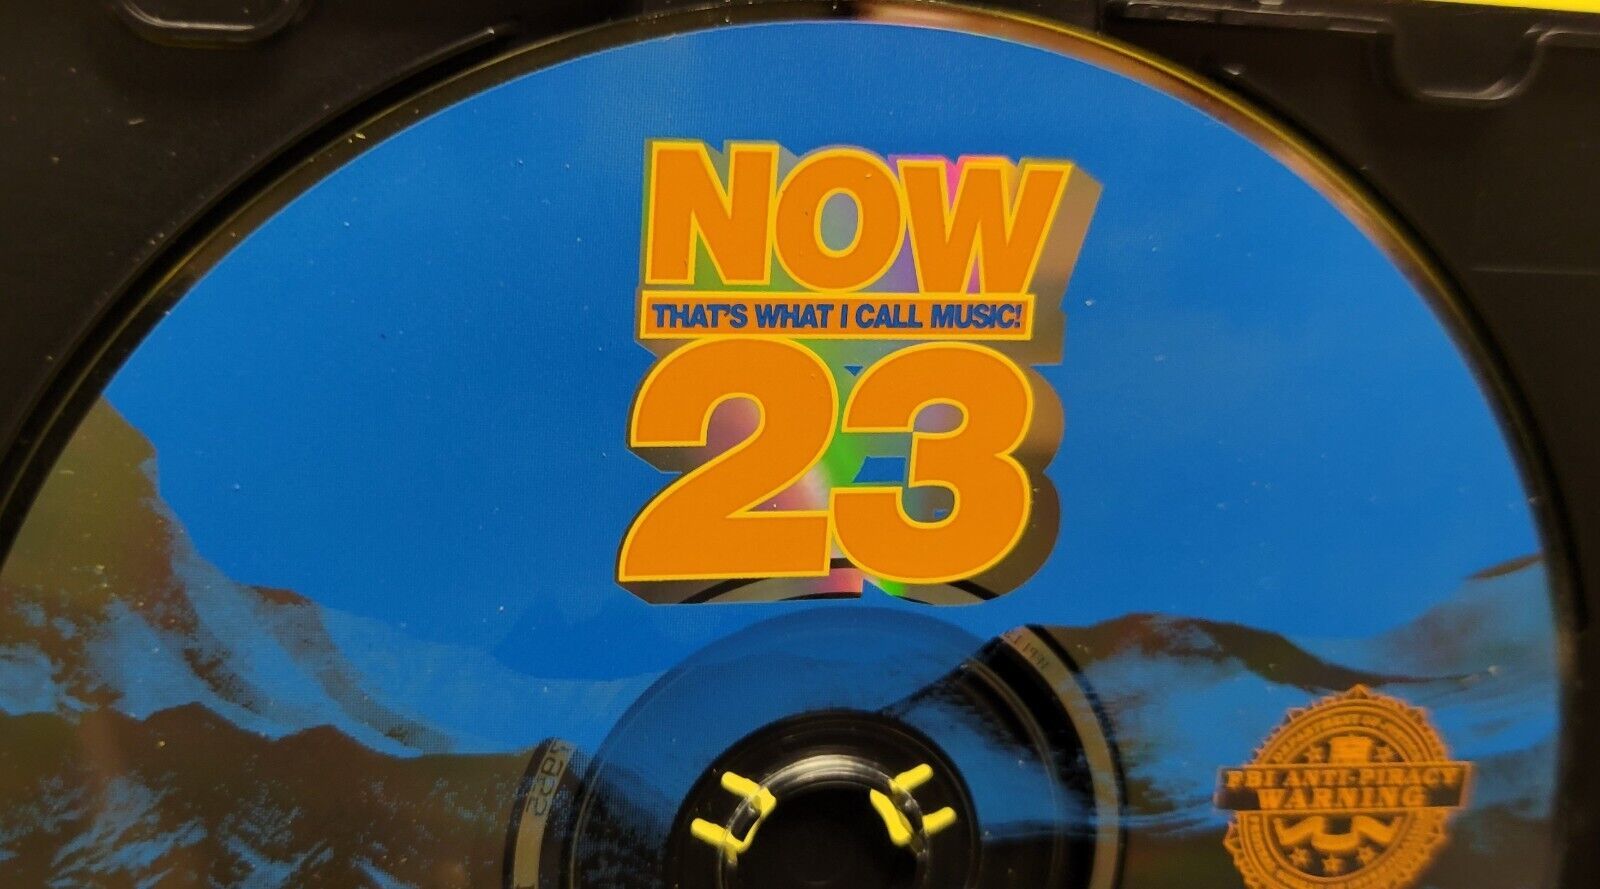 NOW
THAT'S WHAT I CALL MUSIC!
23
FBI ANTI-PIRACY
WARNING